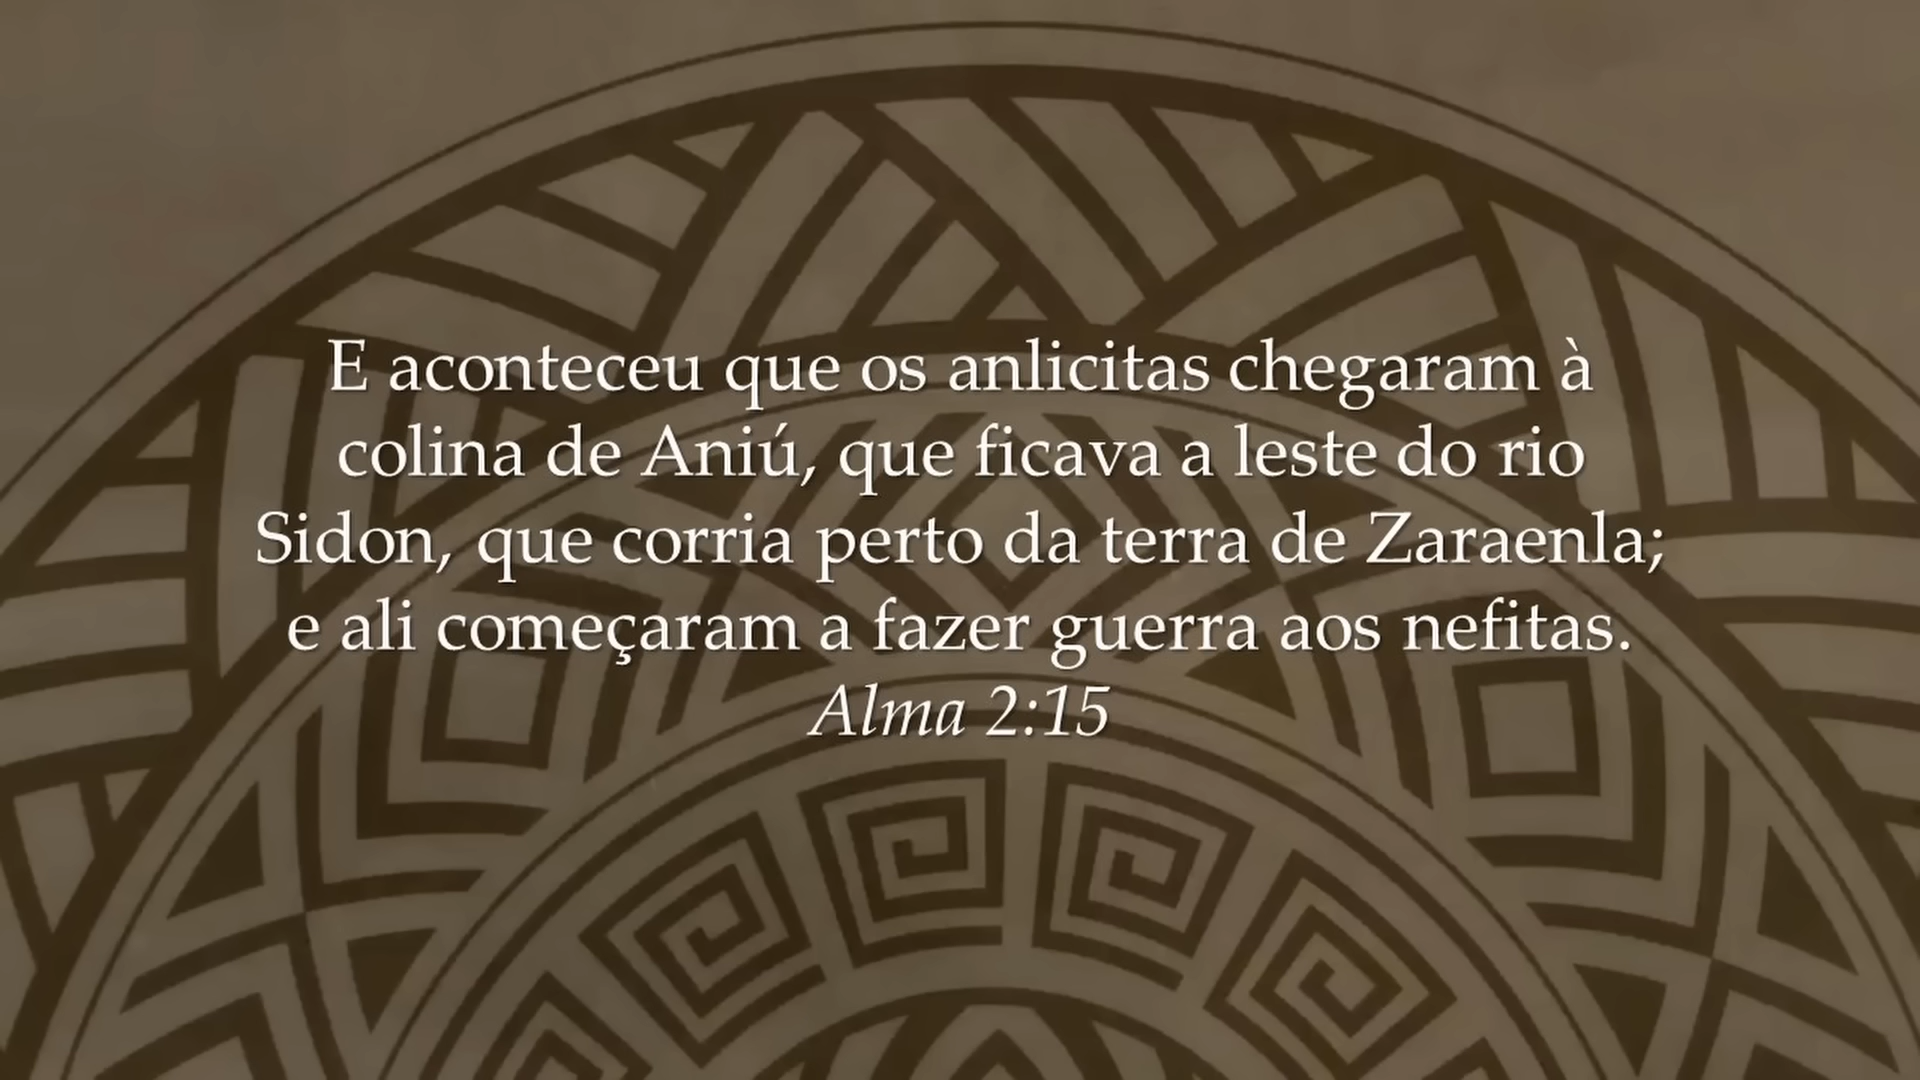 E aconteceu que os anlicitas chegaram à
colina de Aniú, que ficava a leste do rio
Sidon, que corria perto da terra de Zaraenla;
e ali começaram a fazer guerra aos nefitas.
Alma 2:15